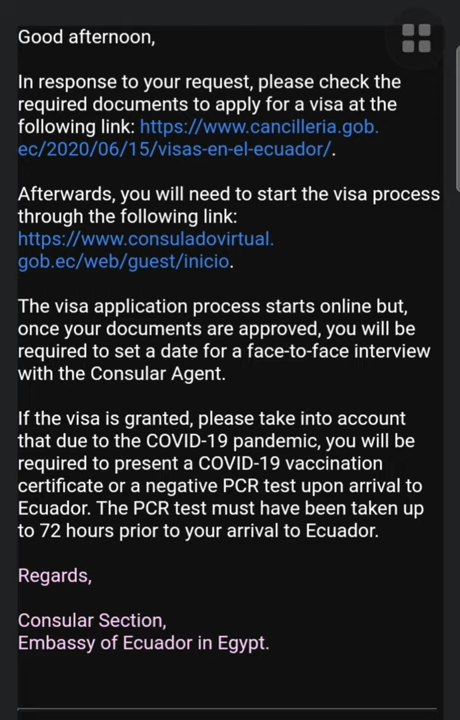 Good afternoon,
In response to your request, please check the
required documents to apply for a visa at the
following link: https://www.cancilleria.gob.
ec/2020/06/15/visas-en-el-ecuador/.
Afterwards, you will need to start the visa process
through the following link:
https://www.consuladovirtual.
gob.ec/web/guest/inicio.
The visa application process starts online but,
once your documents are approved, you will be
required to set a date for a face-to-face interview
with the Consular Agent.
If the visa is granted, please take into account
that due to the COVID-19 pandemic, you will be
required to present a COVID-19 vaccination
certificate or a negative PCR test upon arrival to
Ecuador. The PCR test must have been taken up
to 72 hours prior to your arrival to Ecuador.
Regards,
Consular Section,
Embassy of Ecuador in Egypt.